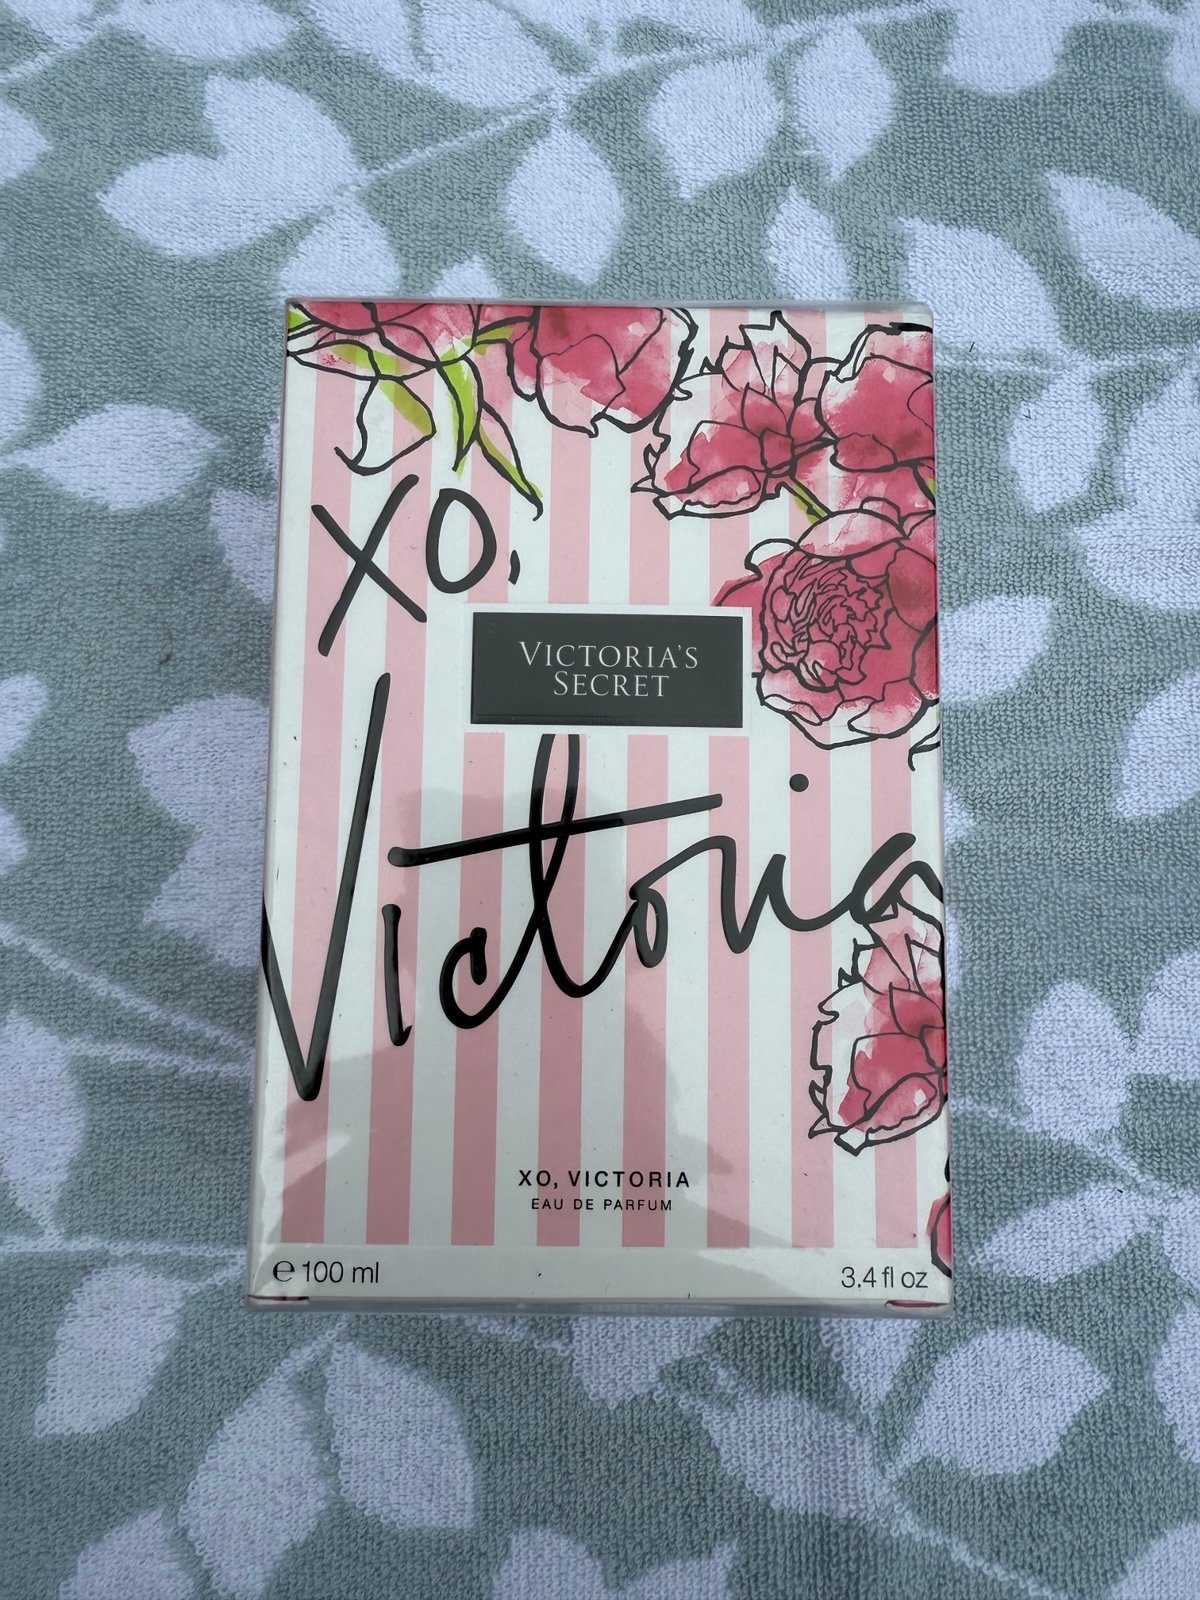 XO,
VICTORIA'S
SECRET
Victoria
XO, VICTORIA
EAU DE PARFUM
℮ 100 ml
3.4 fl oz